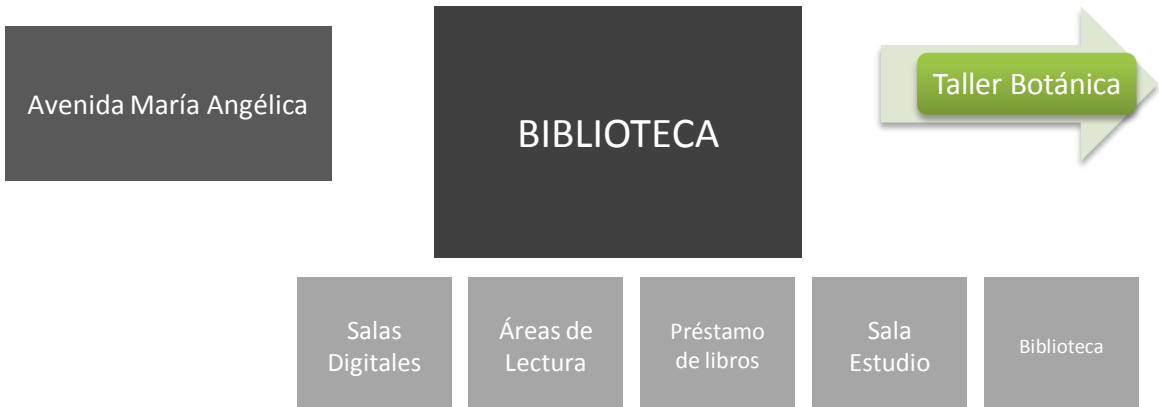 Avenida María Angélica
BIBLIOTECA
Taller Botánica
Salas
Digitales
Áreas de
Lectura
Préstamo
de libros
Sala
Estudio
Biblioteca